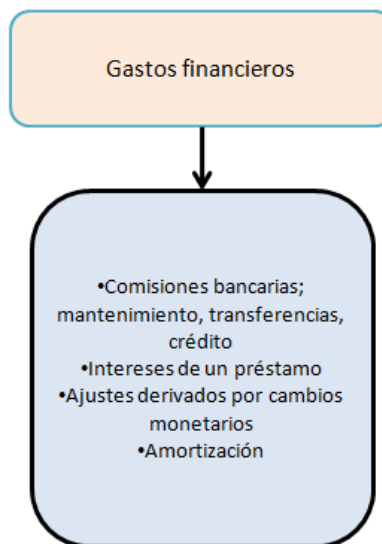 Gastos financieros
•Comisiones bancarias;
mantenimiento, transferencias,
crédito
•Intereses de un préstamo
•Ajustes derivados por cambios
monetarios
•Amortización